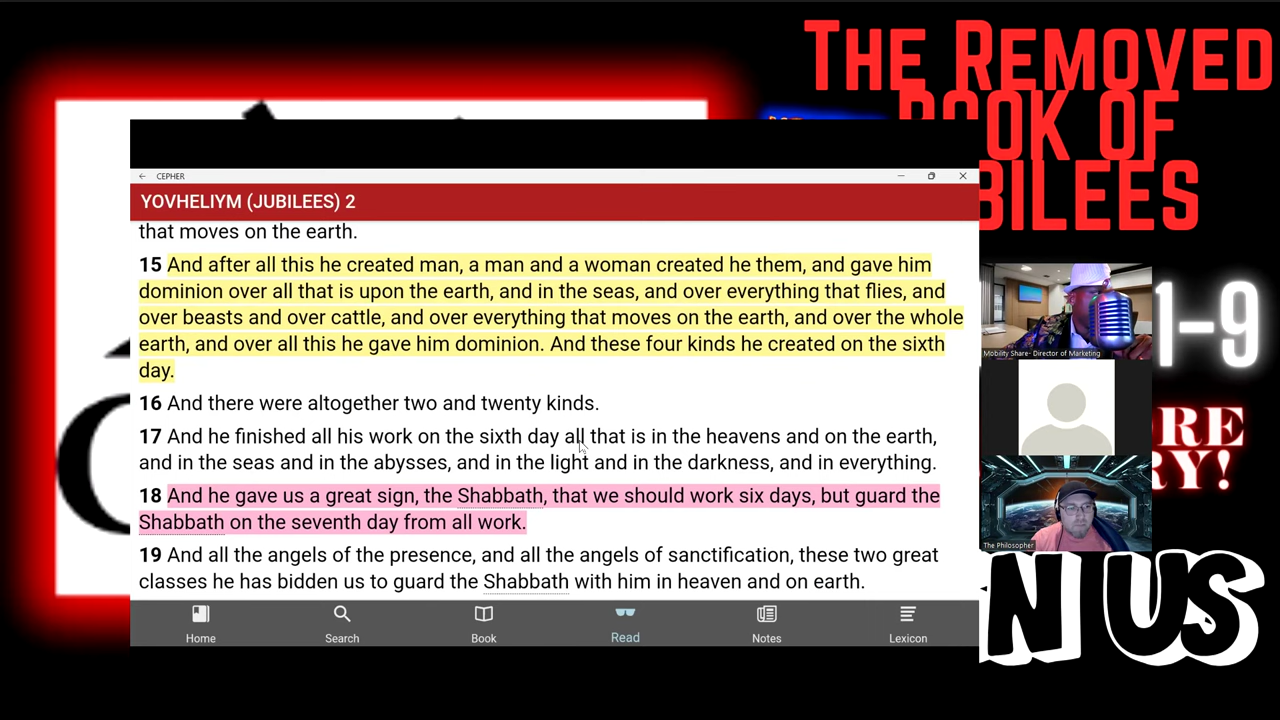 THE REMOVED
BOOK OF
JUBILEES
CEPHER
YOVHELIYM (JUBILEES) 2
that moves on the earth.
15 And after all this he created man, a man and a woman created he them, and gave him
dominion over all that is upon the earth, and in the seas, and over everything that flies, and
over beasts and over cattle, and over everything that moves on the earth, and over the whole
earth, and over all this he gave him dominion. And these four kinds he created on the sixth
day.
16 And there were altogether two and twenty kinds.
17 And he finished all his work on the sixth day all that is in the heavens and on the earth,
and in the seas and in the abysses, and in the light and in the darkness, and in everything.
18 And he gave us a great sign, the Shabbath, that we should work six days, but guard the
Shabbath on the seventh day from all work.
19 And all the angels of the presence, and all the angels of sanctification, these two great
classes he has bidden us to guard the Shabbath with him in heaven and on earth.
Home
Search
Book
Read
Notes
Lexicon
Mobility Share- Director of Marketing
1-9
The Philosopher
N US